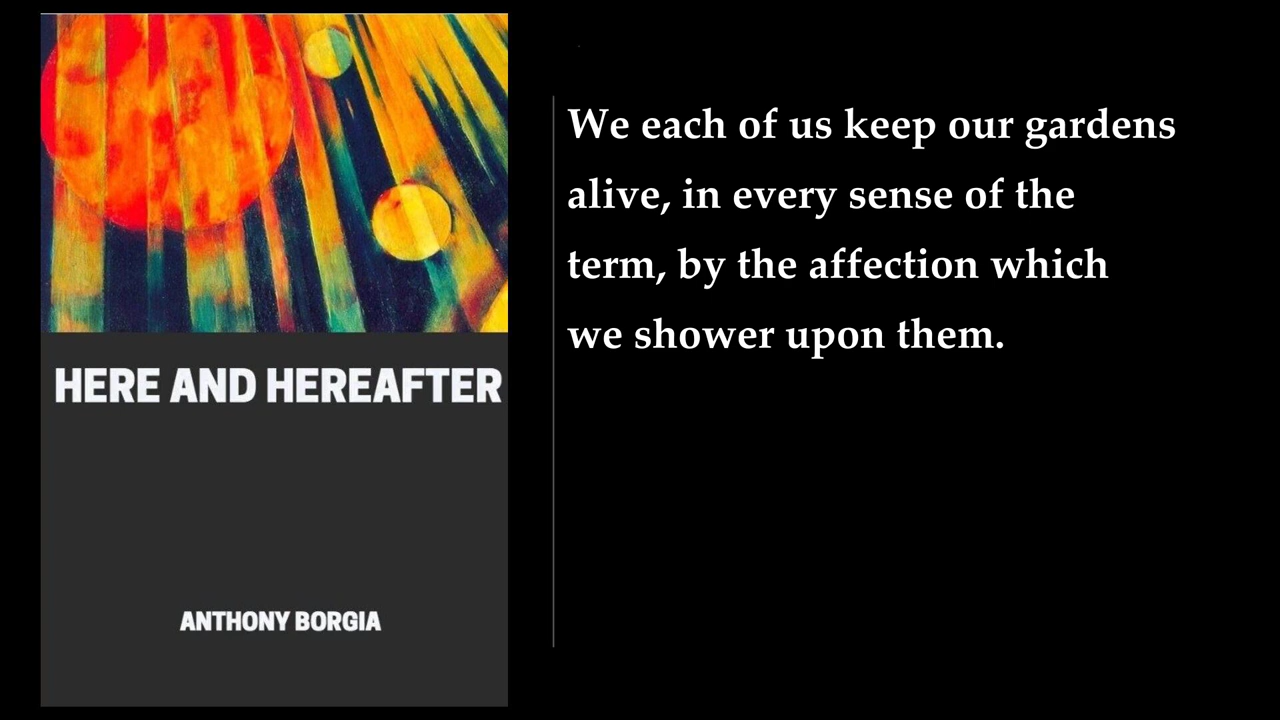 HERE AND HEREAFTER
ANTHONY BORGIA
We each of us keep our gardens
alive, in every sense of the
term, by the affection which
we shower upon them.